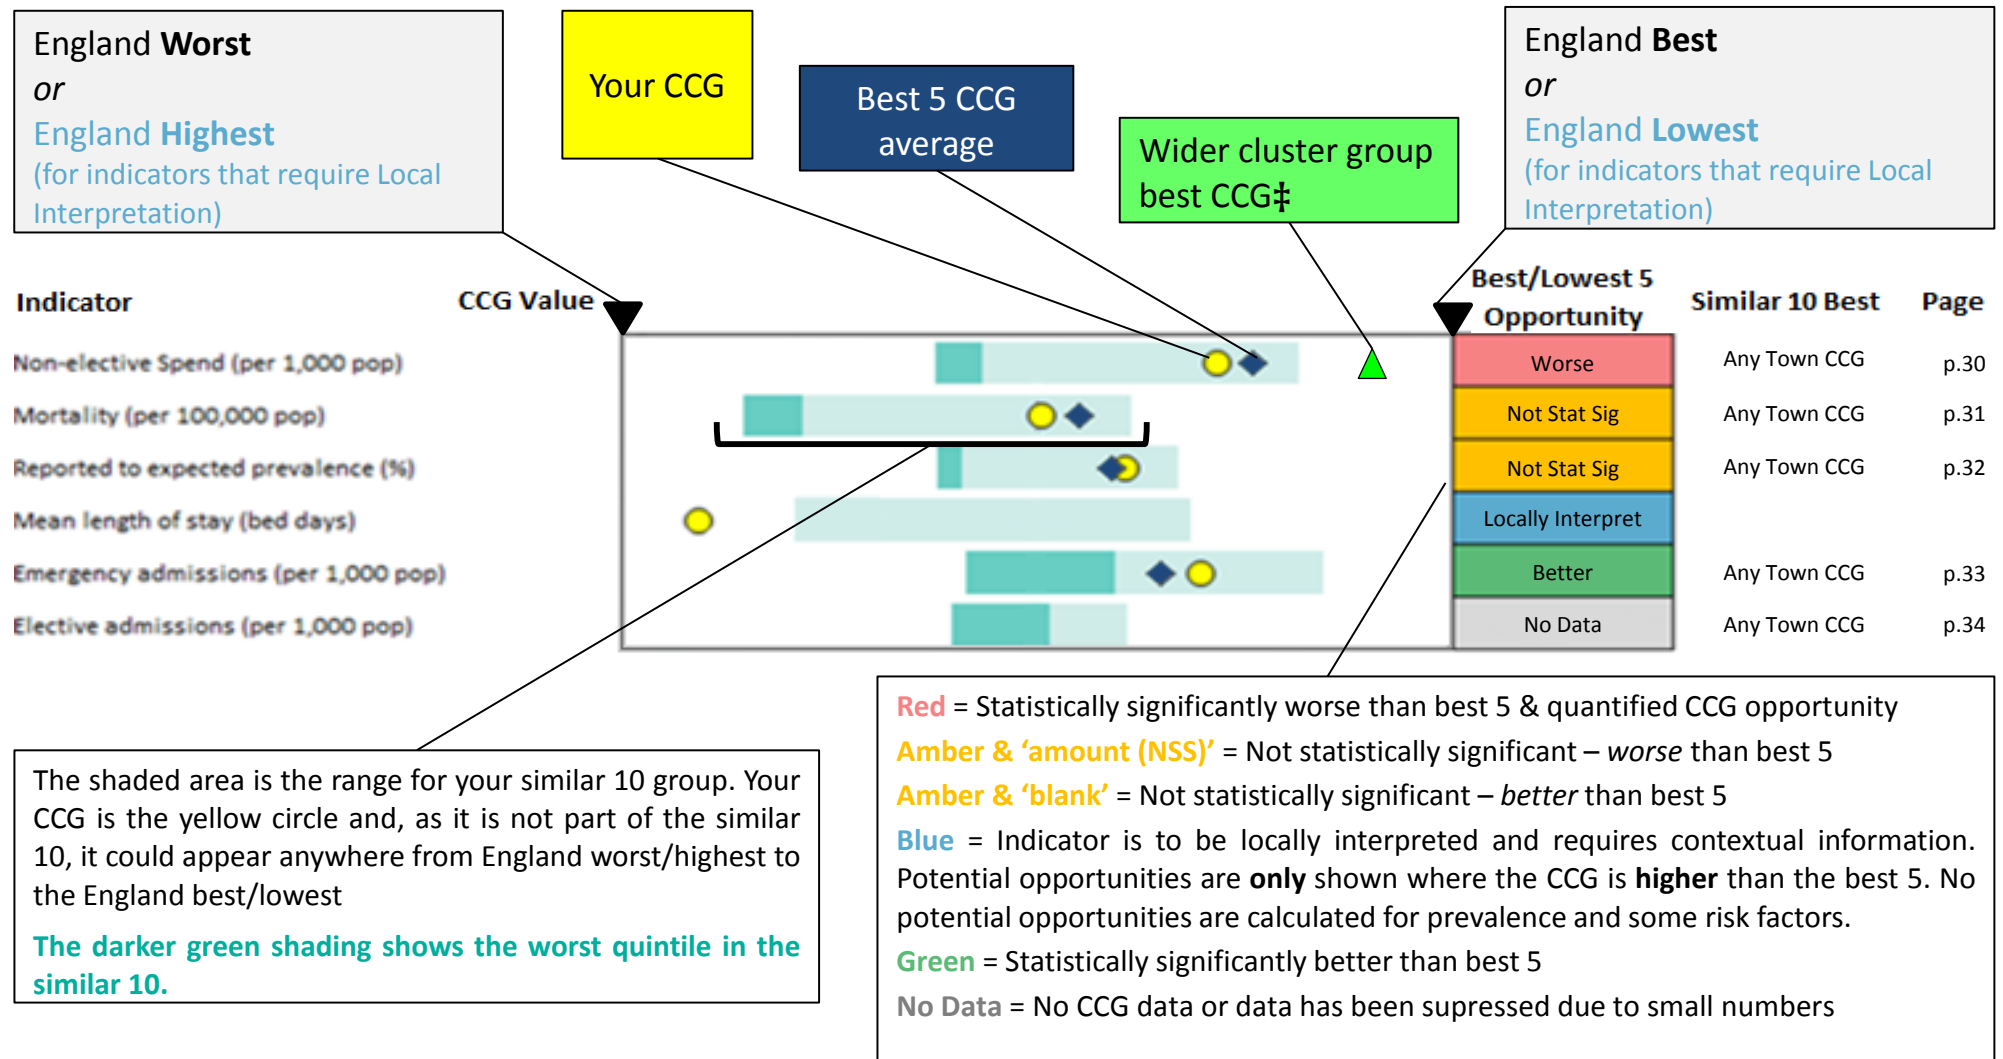 England Worst
or
England Highest
(for indicators that require Local
Interpretation)
Your CCG
Best 5 CCG
average
Wider cluster group
best CCG‡
England Best
or
England Lowest
(for indicators that require Local
Interpretation)
Indicator CCG Value Best/Lowest 5 Opportunity Similar 10 Best Page
Non-elective Spend (per 1,000 pop) Worse Any Town CCG p.30
Mortality (per 100,000 pop) Not Stat Sig Any Town CCG p.31
Reported to expected prevalence (%) Not Stat Sig Any Town CCG p.32
Mean length of stay (bed days) Locally Interpret
Emergency admissions (per 1,000 pop) Better Any Town CCG p.33
Elective admissions (per 1,000 pop) No Data Any Town CCG p.34
The shaded area is the range for your similar 10 group. Your
CCG is the yellow circle and, as it is not part of the similar
10, it could appear anywhere from England worst/highest to
the England best/lowest
The darker green shading shows the worst quintile in the
similar 10.
Red = Statistically significantly worse than best 5 & quantified CCG opportunity
Amber & ‘amount (NSS)’ = Not statistically significant – worse than best 5
Amber & ‘blank’ = Not statistically significant – better than best 5
Blue = Indicator is to be locally interpreted and requires contextual information.
Potential opportunities are only shown where the CCG is higher than the best 5. No
potential opportunities are calculated for prevalence and some risk factors.
Green = Statistically significantly better than best 5
No Data = No CCG data or data has been supressed due to small numbers